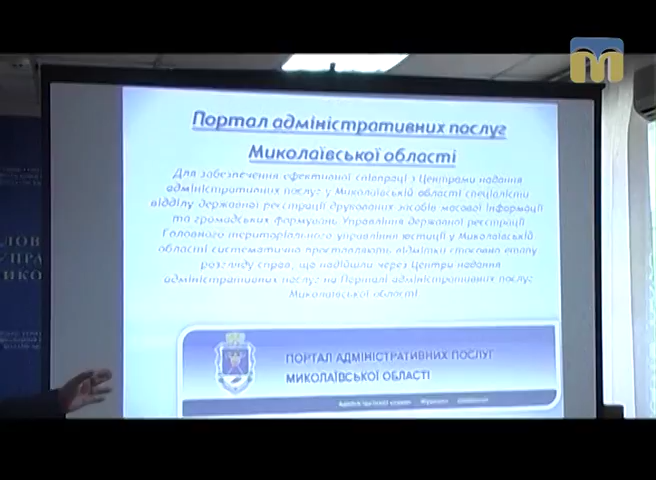 Портал адміністративних послуг
Миколаївської області
Для забезпечення ефективної співпраці з Центрами надання
адміністративних послуг у Миколаївській області спеціалісти
відділу державної реєстрації друкованих засобів масової інформації
та громадських формувань Управління державної реєстрації
Головного територіального управління юстиції у Миколаївській
області систематично проставляють відмітки стосовно етапу
розгляду справ, що надійшли через Центри надання
адміністративних послуг на Порталі адміністративних послуг
Миколаївської області
ПОРТАЛ АДМІНІСТРАТИВНИХ ПОСЛУГ
МИКОЛАЇВСЬКОЇ ОБЛАСТІ